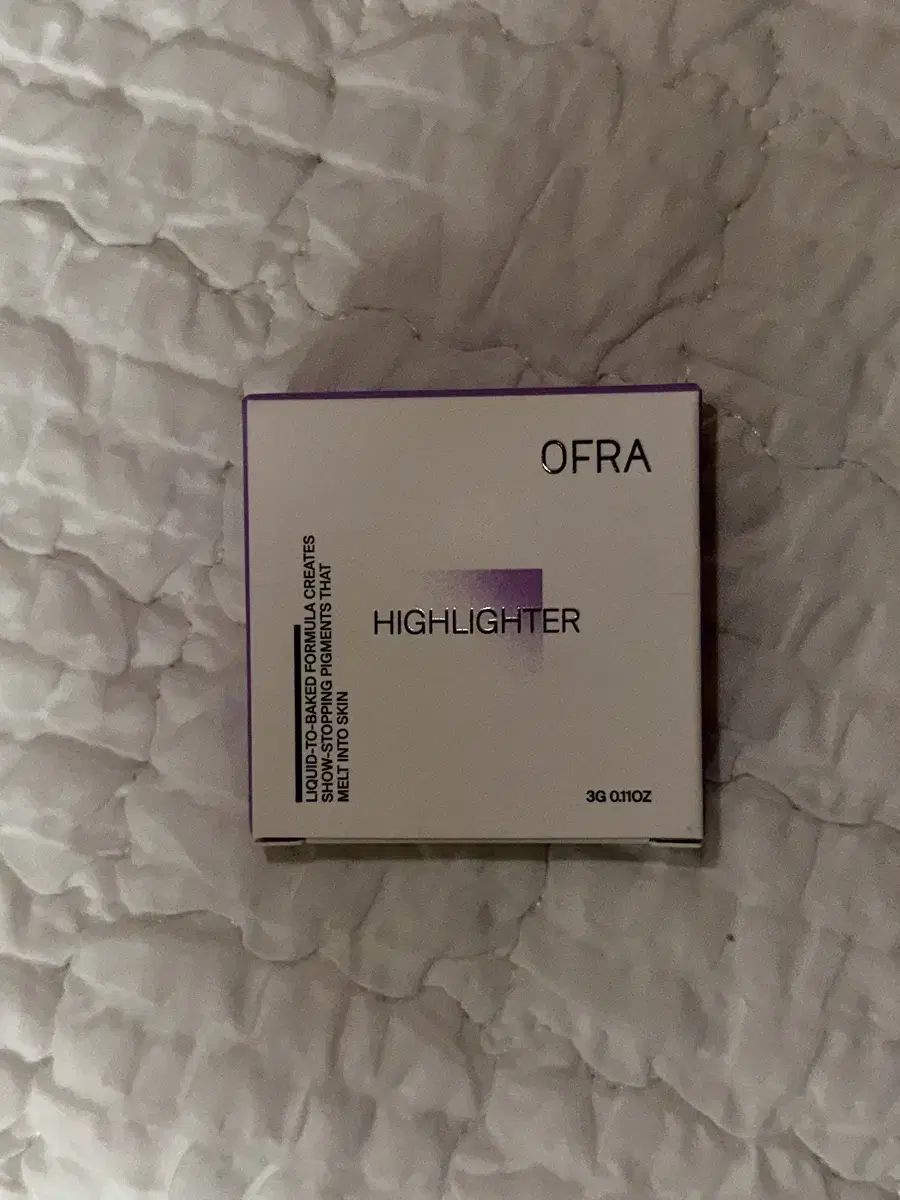 OFRA
HIGHLIGHTER
LIQUID-TO-BAKED FORMULA CREATES
SHOW-STOPPING PIGMENTS THAT
MELT INTO SKIN
3G 0.11OZ